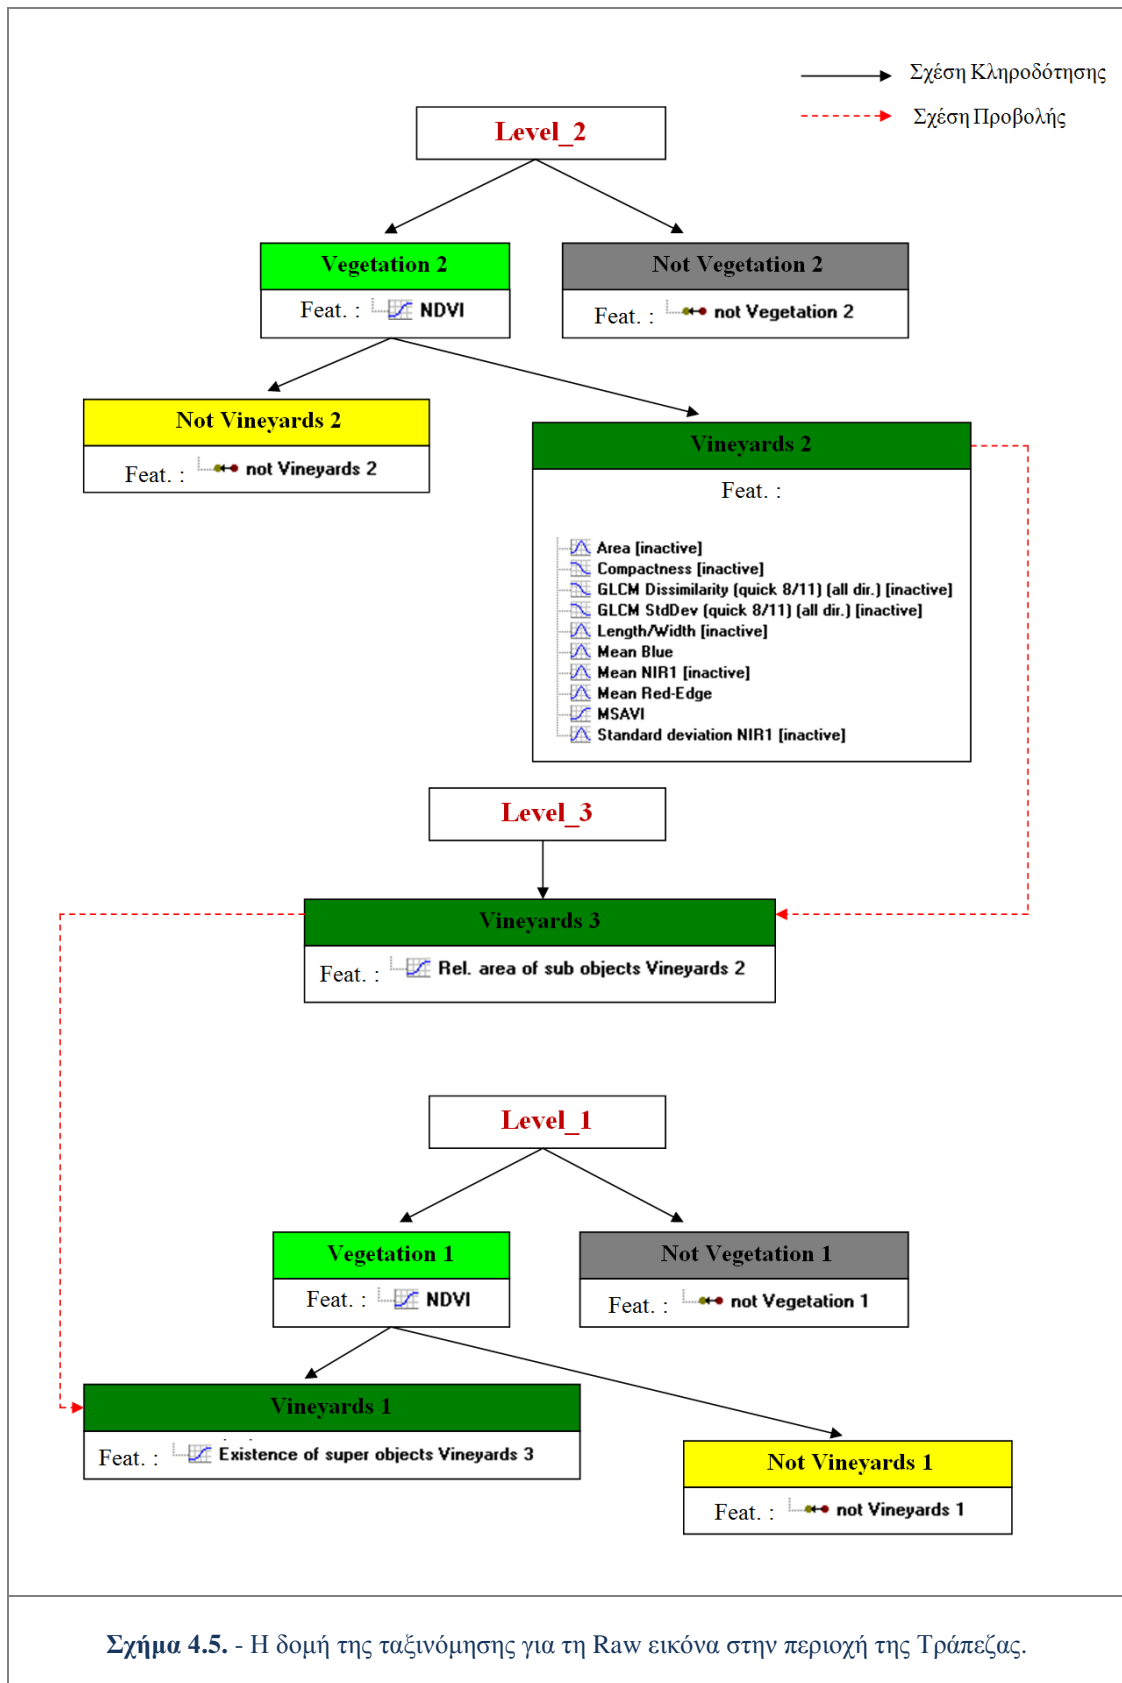 Σχέση Κληροδότησης
Σχέση Προβολής
Level_2
Vegetation 2
Feat. : NDVI
Not Vegetation 2
Feat. : not Vegetation 2
Not Vineyards 2
Feat. : not Vineyards 2
Vineyards 2
Feat. :
Area [inactive]
Compactness [inactive]
GLCM Dissimilarity (quick 8/11) (all dir.) [inactive]
GLCM StdDev (quick 8/11) (all dir.) [inactive]
Length/Width [inactive]
Mean Blue
Mean NIR1 [inactive]
Mean Red-Edge
MSAVI
Standard deviation NIR1 [inactive]
Level_3
Vineyards 3
Feat. : Rel. area of sub objects Vineyards 2
Level_1
Vegetation 1
Feat. : NDVI
Not Vegetation 1
Feat. : not Vegetation 1
Vineyards 1
Feat. : Existence of super objects Vineyards 3
Not Vineyards 1
Feat. : not Vineyards 1
Σχήμα 4.5. - Η δομή της ταξινόμησης για τη Raw εικόνα στην περιοχή της Τράπεζας.